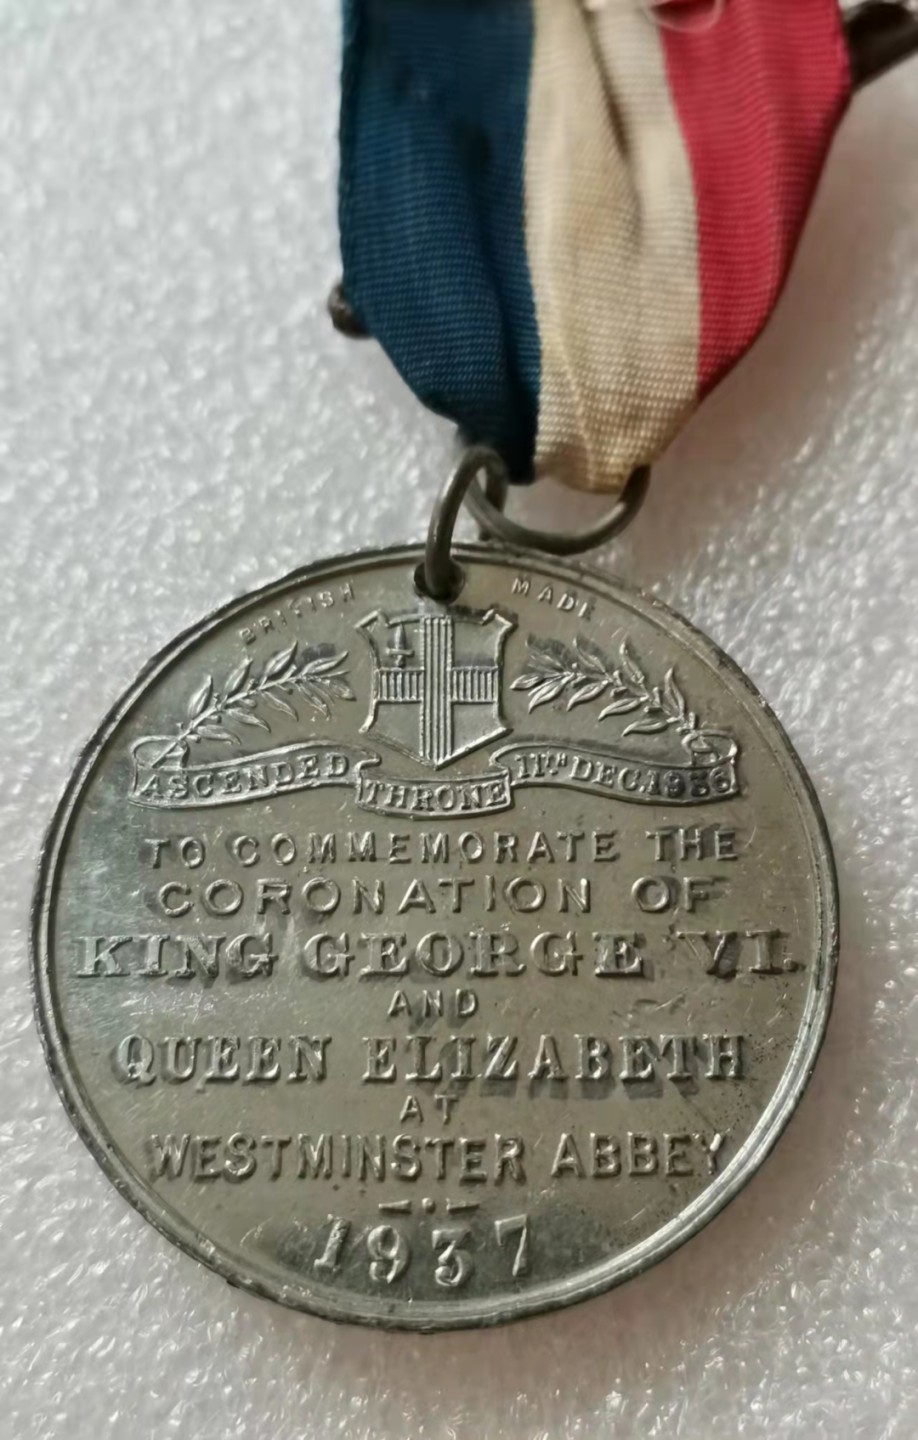 BRITISH MADE
ASCENDED THRONE 11TH DEC. 1936
TO COMMEMORATE THE
CORONATION OF
KING GEORGE VI.
AND
QUEEN ELIZABETH
AT
WESTMINSTER ABBEY
1937